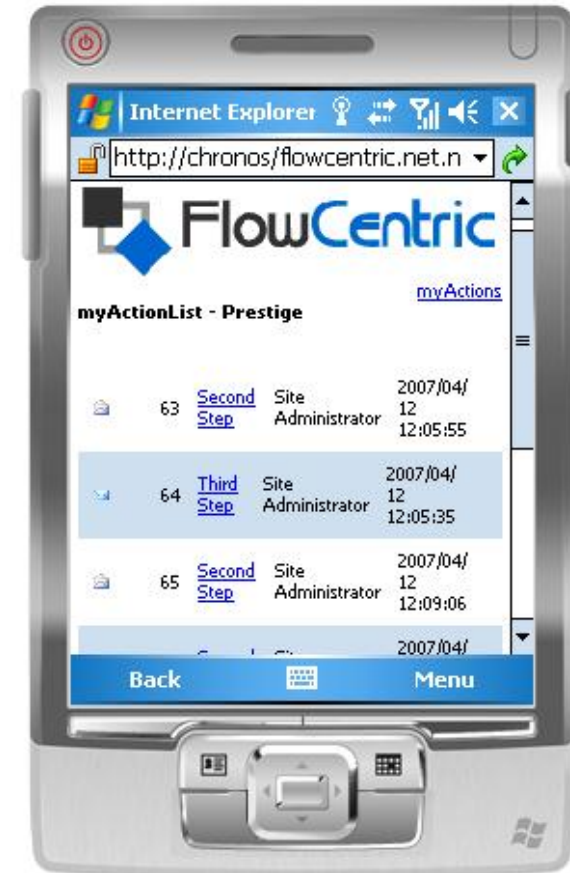 Internet Explorer
http://chronos/flowcentric.net.n
FlowCentric
myActions
myActionList - Prestige
63 Second Step Site Administrator 2007/04/12 12:05:55
64 Third Step Site Administrator 2007/04/12 12:05:35
65 Second Step Site Administrator 2007/04/12 12:09:06
2007/04/
Back Menu